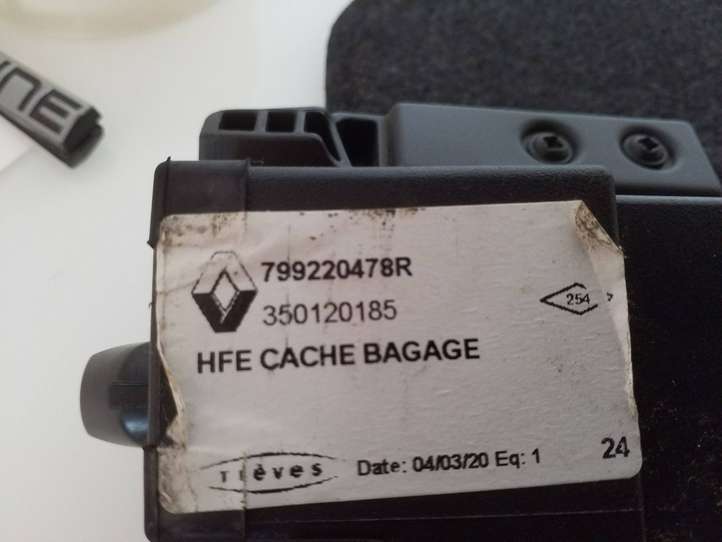 799220478R
350120185
254
HFE CACHE BAGAGE
Trèves
Date: 04/03/20 Eq: 1
24